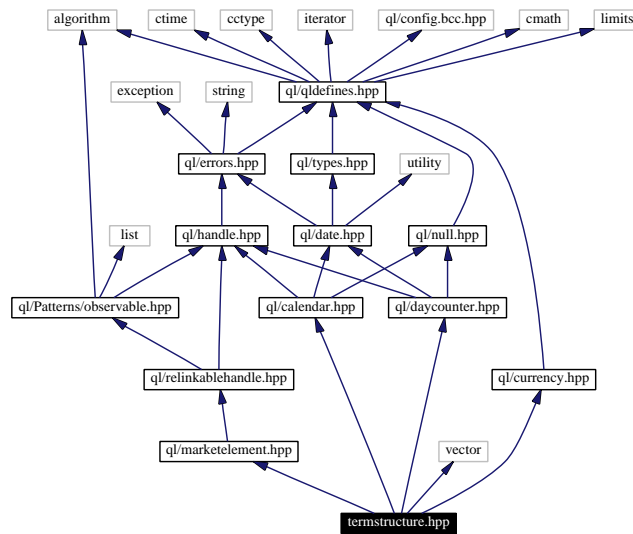 algorithm
ctime
cctype
iterator
ql/config.bcc.hpp
cmath
limits
exception
string
ql/qldefines.hpp
ql/errors.hpp
ql/types.hpp
utility
list
ql/handle.hpp
ql/date.hpp
ql/null.hpp
ql/Patterns/observable.hpp
ql/calendar.hpp
ql/daycounter.hpp
ql/relinkablehandle.hpp
ql/currency.hpp
ql/marketelement.hpp
vector
termstructure.hpp